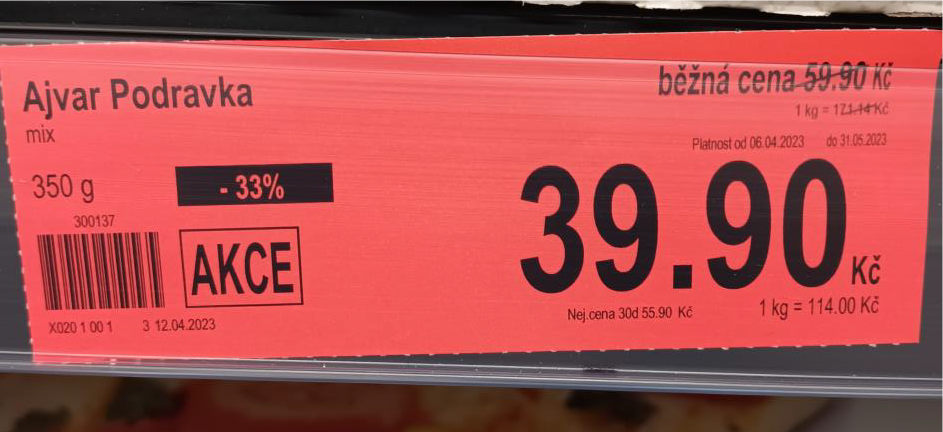 Ajvar Podravka
mix
350 g
- 33%
300137
AKCE
X020 1 00 1 3 12.04.2023
běžná cena 59.90 Kč
1 kg = 171.14 Kč
Platnost od 06.04.2023 do 31.05.2023
39.90 Kč
Nej.cena 30d 55.90 Kč
1 kg = 114.00 Kč